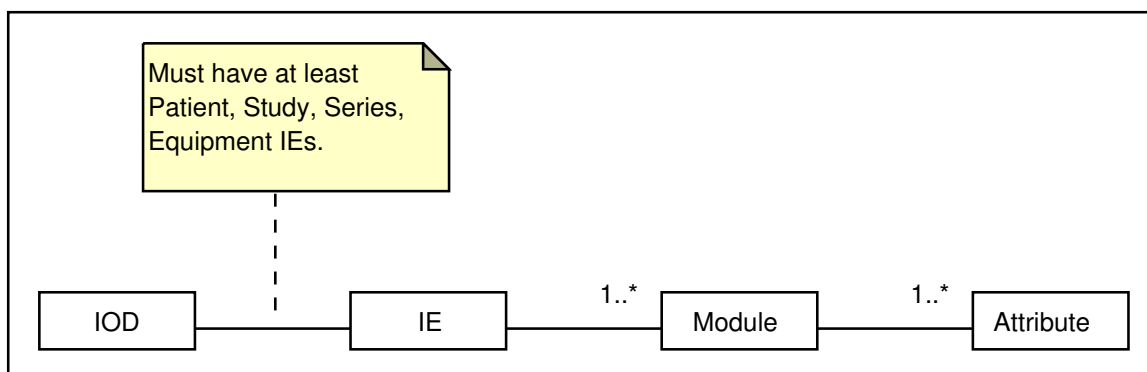 Must have at least
Patient, Study, Series,
Equipment IEs.
1..*
1..*
IOD
IE
Module
Attribute